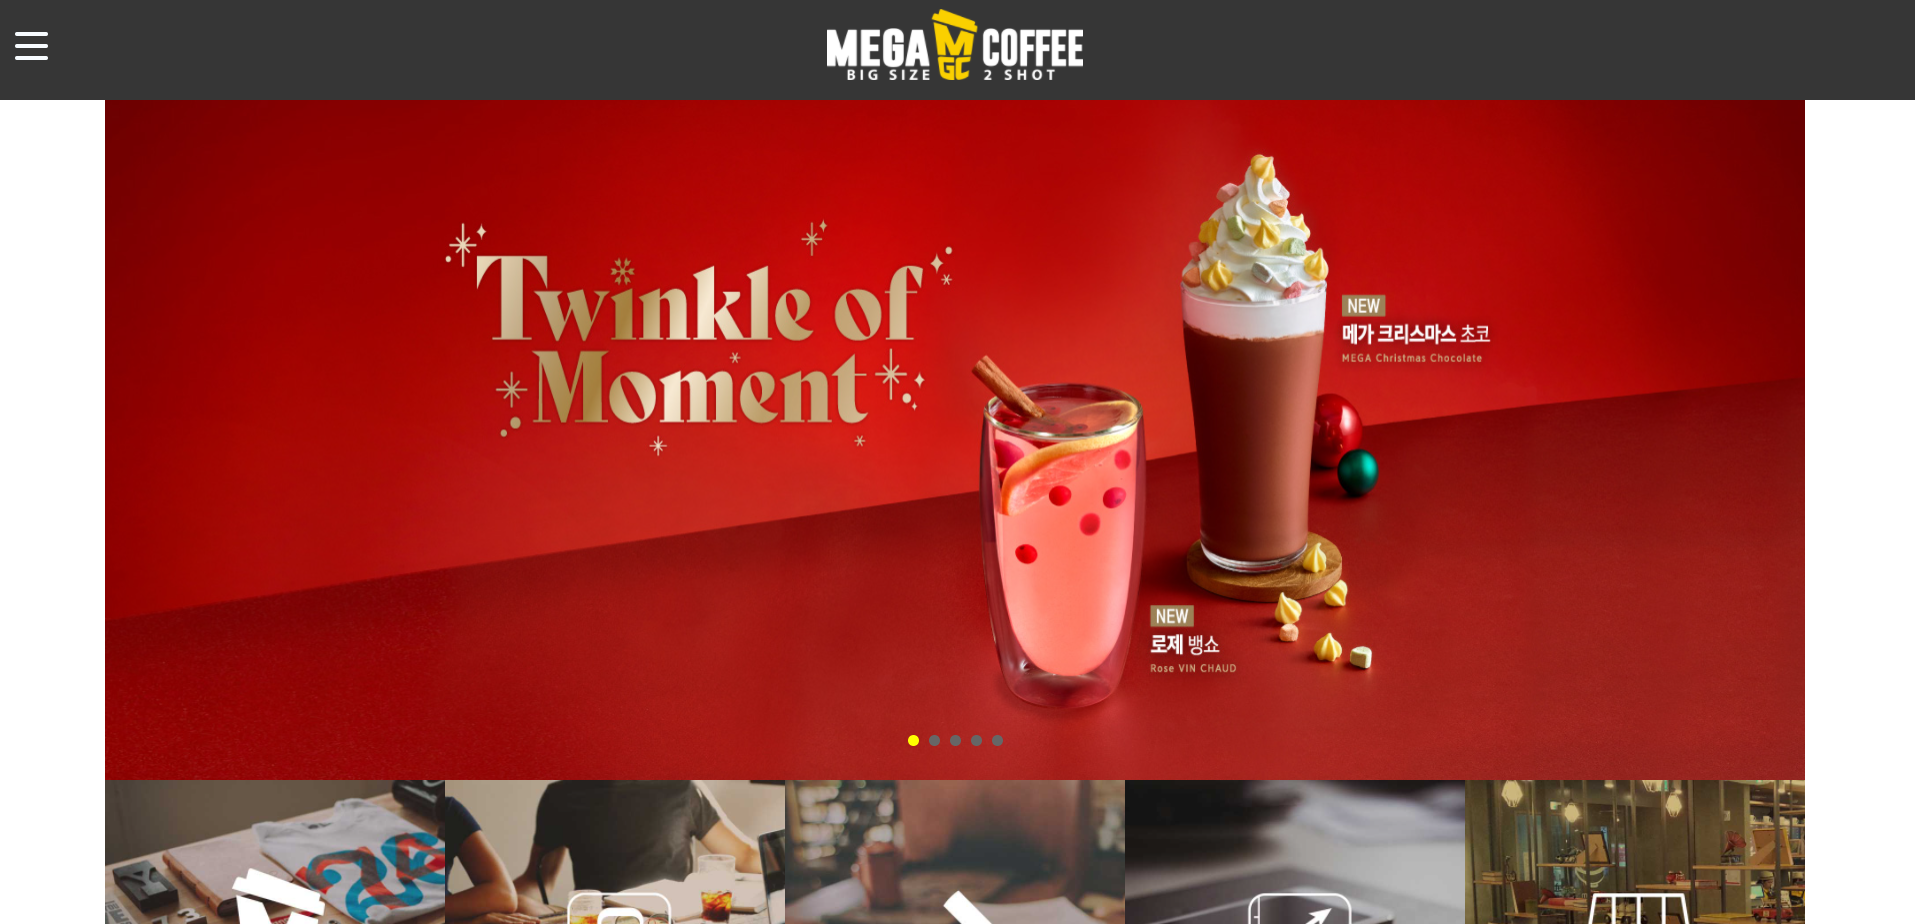 MEGA MGC COFFEE
BIG SIZE 2 SHOT
Twinkle of
Moment
NEW
메가 크리스마스 초코
MEGA Christmas Chocolate
NEW
로제 뱅쇼
Rose VIN CHAUD